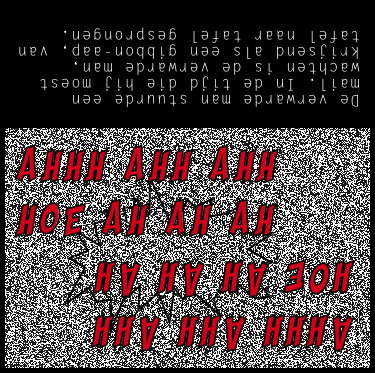 De verwarde man stuurde een
mail. In de tijd die hij moest
wachten is de verwarde man,
krijsend als een gibbon-aap, van
tafel naar tafel gesprongen.
AHHH AHH AHH
HOE AH AH AH
AHHH AHH AHH
HOE AH AH AH